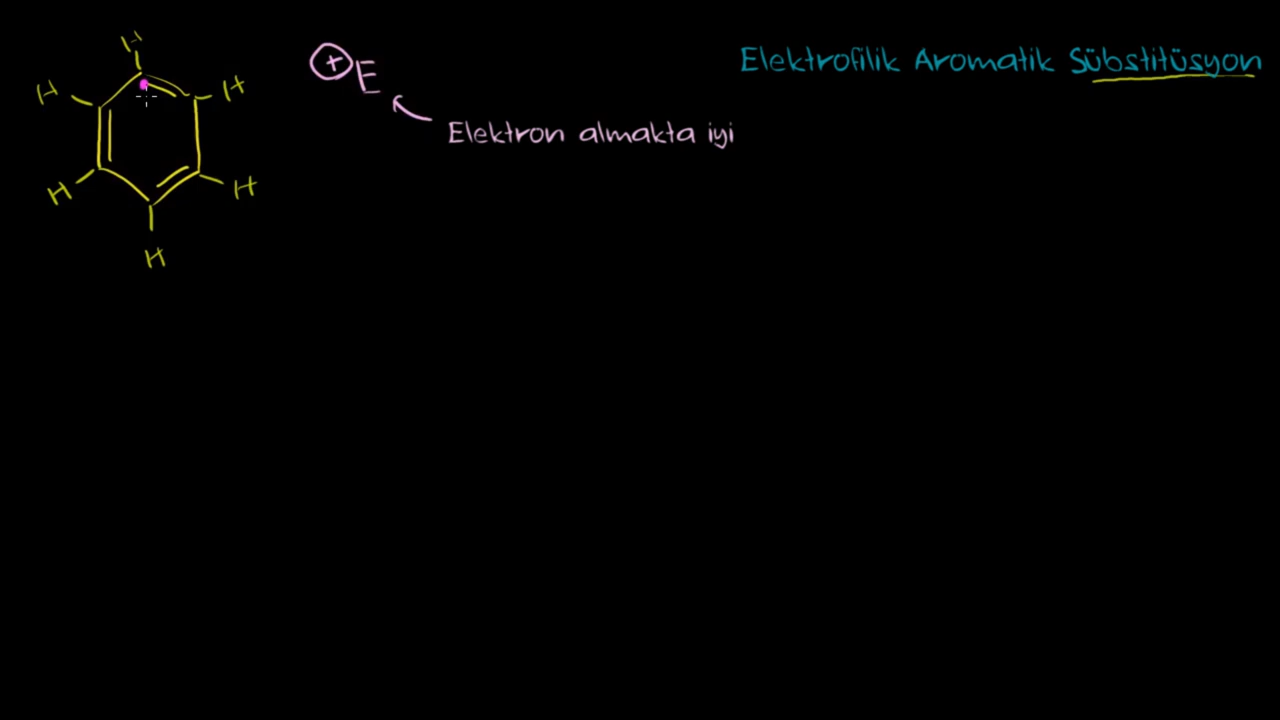 Elektrofilik Aromatik Sübstitüsyon
H
H
H
+
E
Elektron almakta iyi
H
H
H